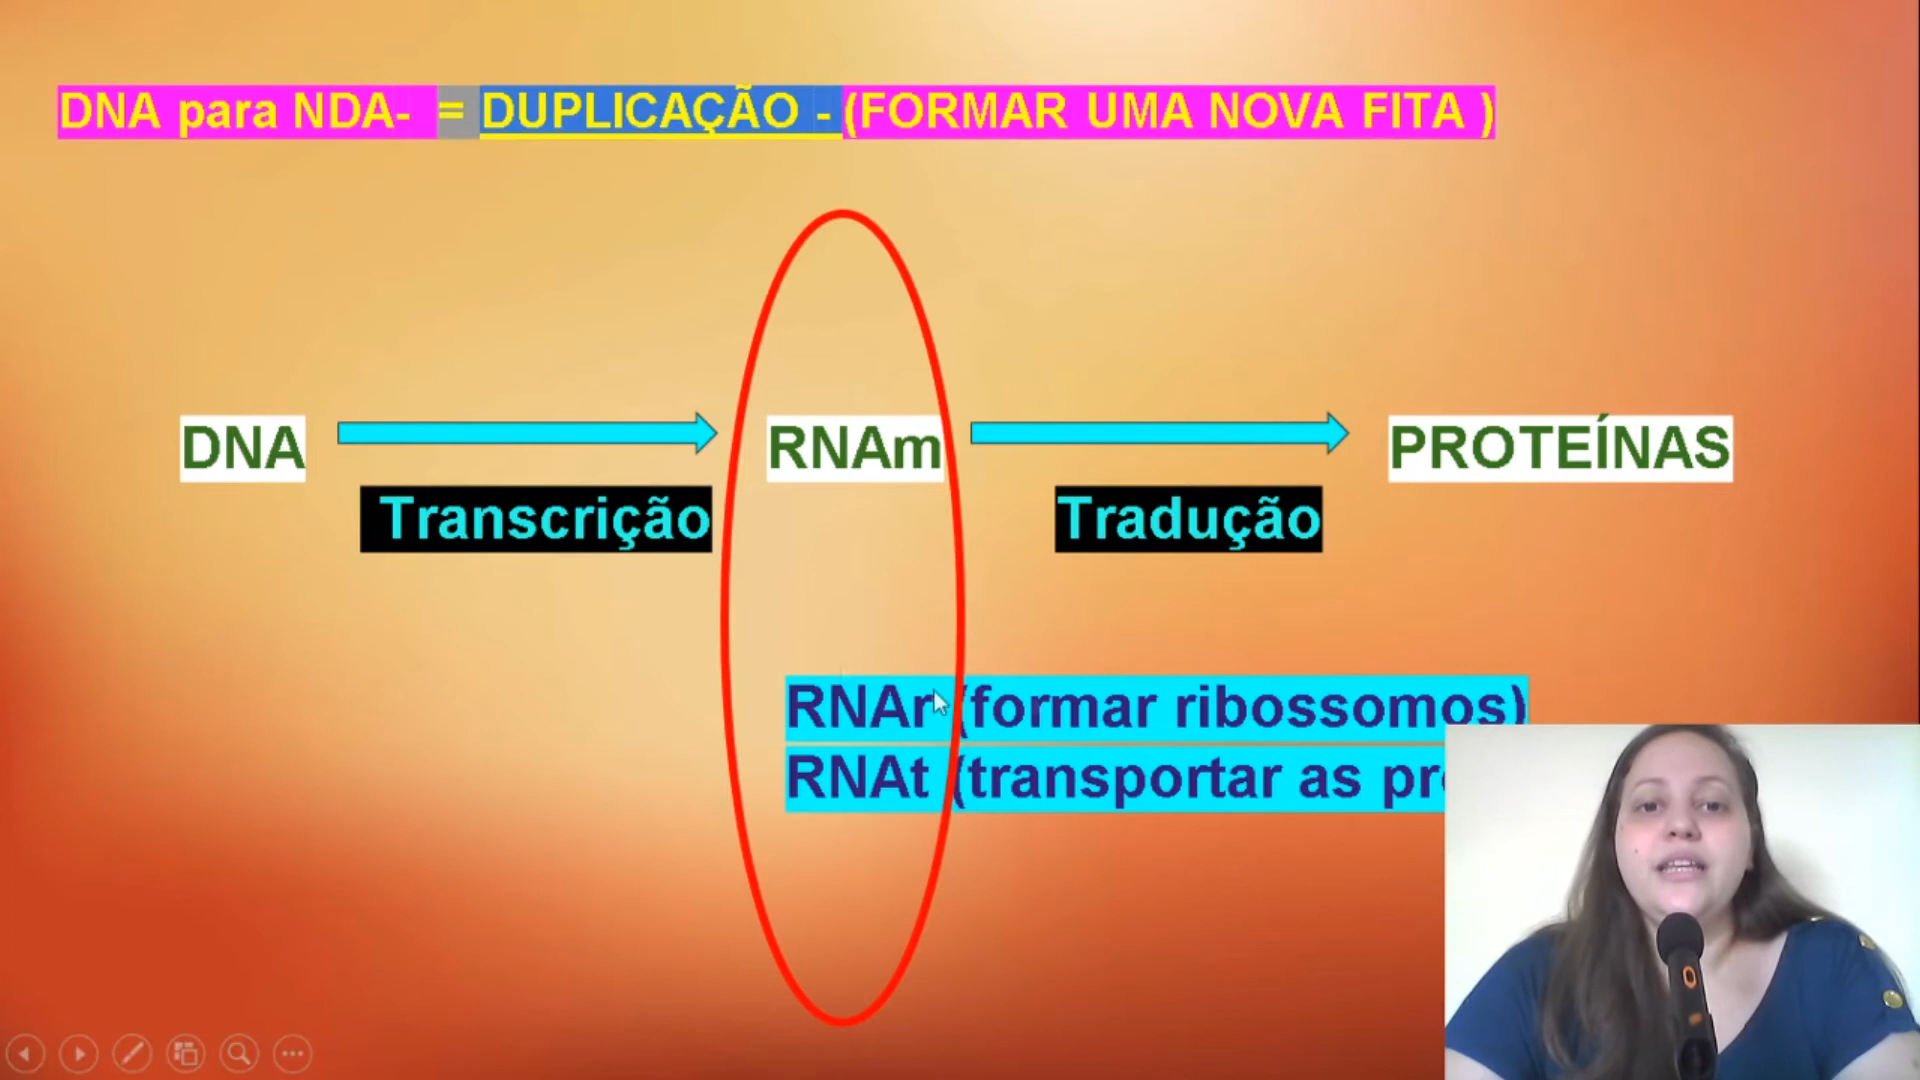 DNA para NDA- = DUPLICAÇÃO - (FORMAR UMA NOVA FITA )
DNA RNAm PROTEÍNAS
Transcrição Tradução
RNAr (formar ribossomos)
RNAt (transportar as